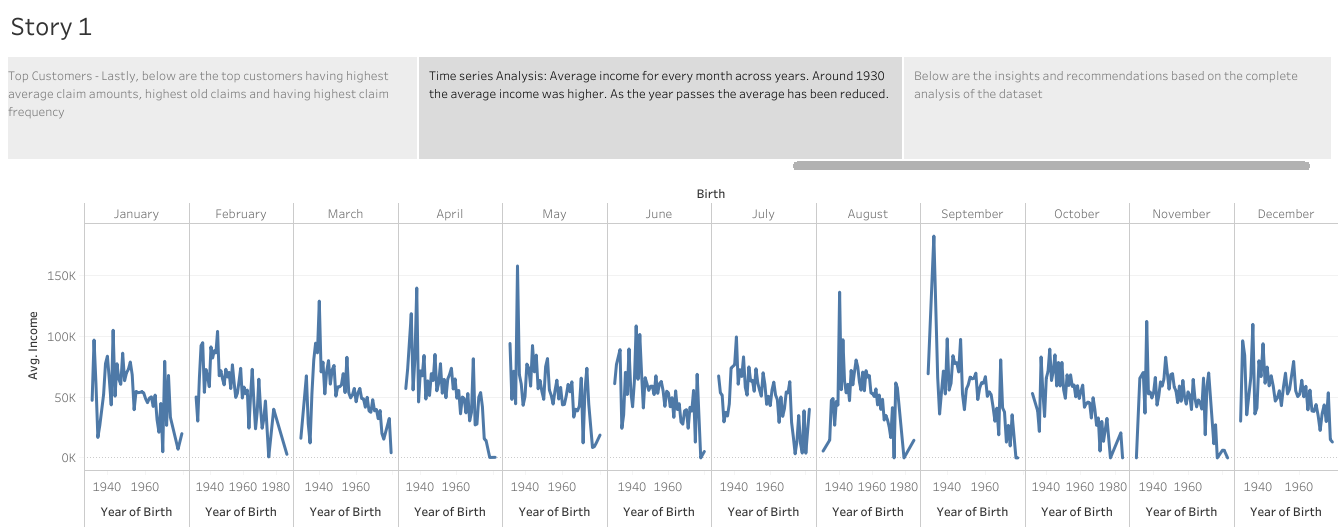 Story 1
Top Customers - Lastly, below are the top customers having highest
average claim amounts, highest old claims and having highest claim
frequency
Time series Analysis: Average income for every month across years. Around 1930
the average income was higher. As the year passes the average has been reduced.
Below are the insights and recommendations based on the complete
analysis of the dataset
Birth
January February March April May June July August September October November December
150K
100K
50K
0K
Avg. Income
1940 1960 1940 1960 1980 1940 1960 1940 1960 1940 1960 1940 1960 1940 1960 1940 1960 1980 1940 1960 1940 1960 1980 1940 1960 1940 1960
Year of Birth Year of Birth Year of Birth Year of Birth Year of Birth Year of Birth Year of Birth Year of Birth Year of Birth Year of Birth Year of Birth Year of Birth